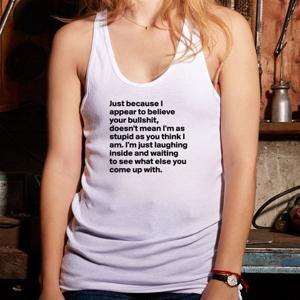 Just because I
appear to believe
your bullshit,
doesn't mean I'm as
stupid as you think I
am. I'm just laughing
inside and waiting
to see what else you
come up with.